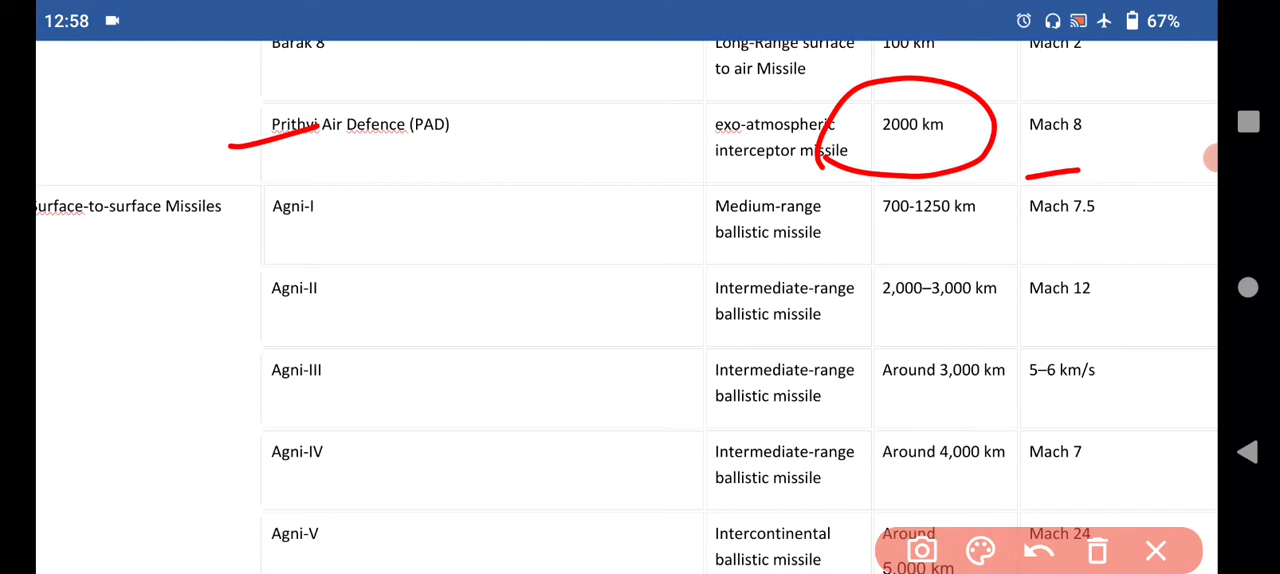 12:58 67%
Barak 8 Long-Range surface 100 km Mach 2
to air Missile
Prithvi Air Defence (PAD) exo-atmospheric 2000 km Mach 8
interceptor missile
Surface-to-surface Missiles Agni-I Medium-range 700-1250 km Mach 7.5
ballistic missile
Agni-II Intermediate-range 2,000–3,000 km Mach 12
ballistic missile
Agni-III Intermediate-range Around 3,000 km 5–6 km/s
ballistic missile
Agni-IV Intermediate-range Around 4,000 km Mach 7
ballistic missile
Agni-V Intercontinental Around Mach 24
ballistic missile 5,000 km